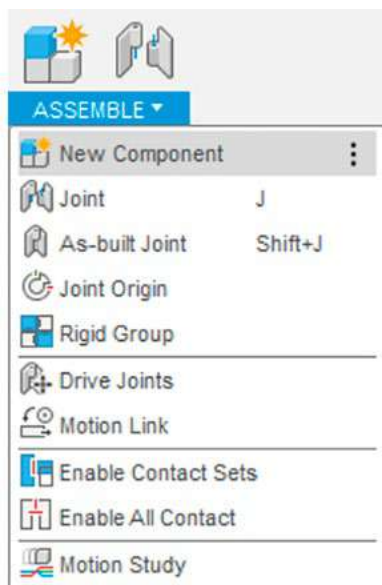 ASSEMBLE
New Component
Joint J
As-built Joint Shift+J
Joint Origin
Rigid Group
Drive Joints
Motion Link
Enable Contact Sets
Enable All Contact
Motion Study